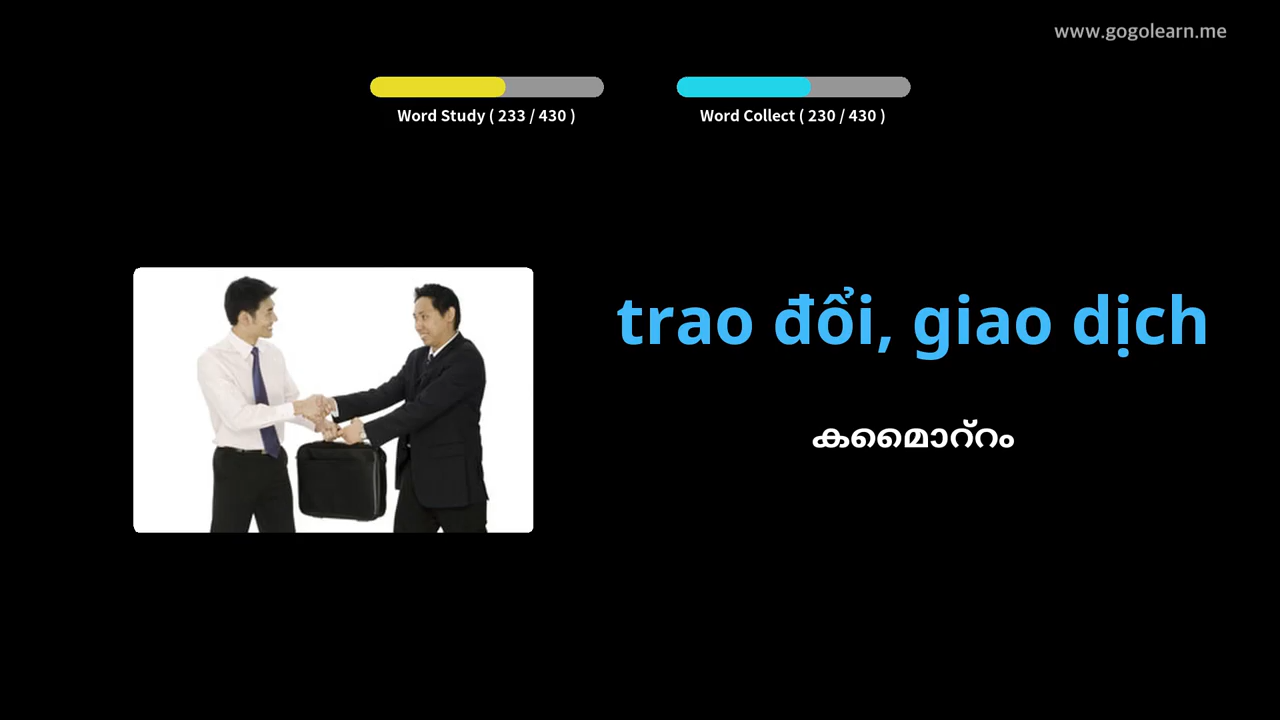 www.gogolearn.me
Word Study ( 233 / 430 )
Word Collect ( 230 / 430 )
trao đổi, giao dịch
കൈമാറ്റം